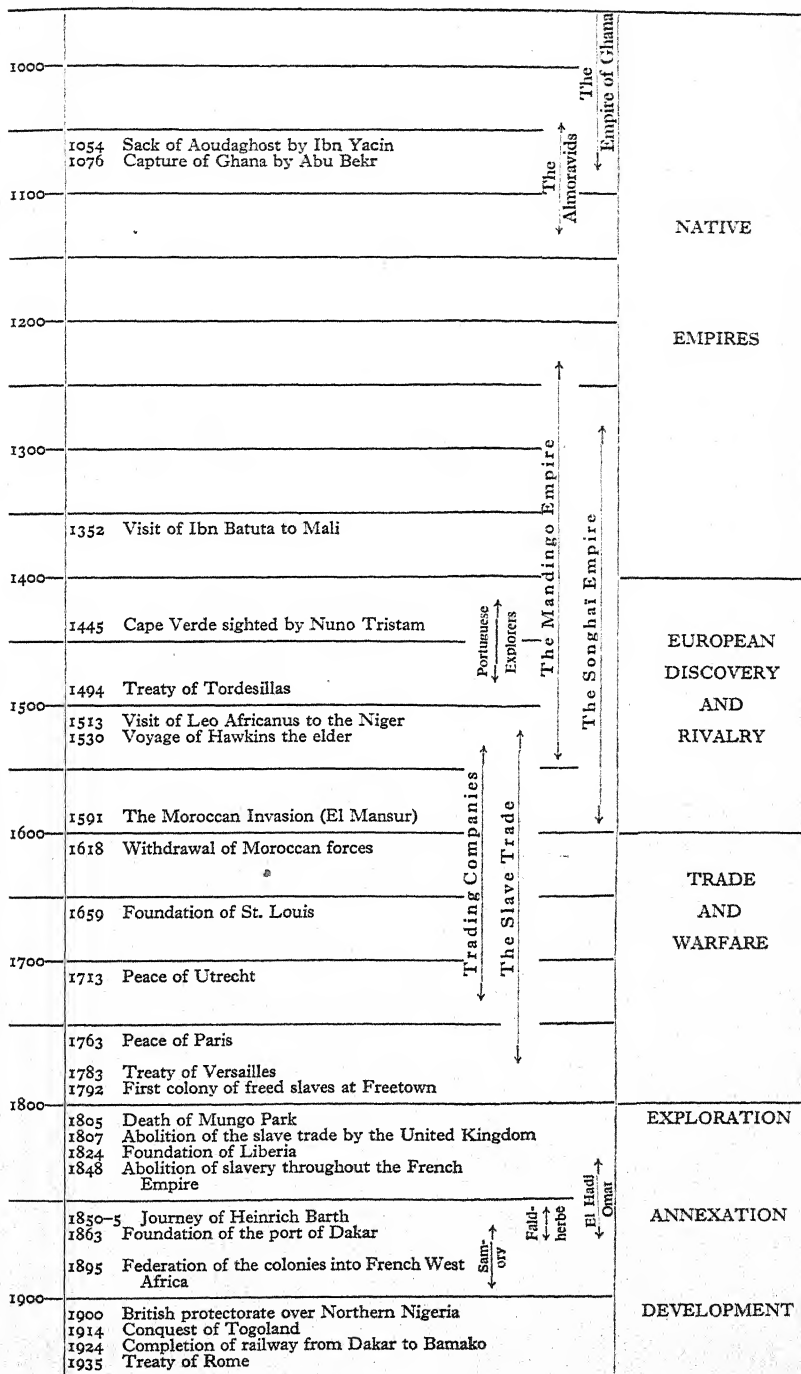 The
Empire of Ghana
1000
1054 Sack of Aoudaghost by Ibn Yacin
1076 Capture of Ghana by Abu Bekr
The
Almoravids
1100
NATIVE
1200
EMPIRES
1300
The Mandingo Empire
The Songhaï Empire
1352 Visit of Ibn Batuta to Mali
1400
1445 Cape Verde sighted by Nuno Tristam
Portuguese
Explorers
EUROPEAN
DISCOVERY
AND
RIVALRY
1494 Treaty of Tordesillas
1500
1513 Visit of Leo Africanus to the Niger
1530 Voyage of Hawkins the elder
Trading Companies
The Slave Trade
1591 The Moroccan Invasion (El Mansur)
1600
1618 Withdrawal of Moroccan forces
TRADE
AND
WARFARE
1659 Foundation of St. Louis
1700
1713 Peace of Utrecht
1763 Peace of Paris
1783 Treaty of Versailles
1792 First colony of freed slaves at Freetown
1800
EXPLORATION
1805 Death of Mungo Park
1807 Abolition of the slave trade by the United Kingdom
1824 Foundation of Liberia
1848 Abolition of slavery throughout the French
Empire
El Hadj
Omar
1850-5 Journey of Heinrich Barth
1863 Foundation of the port of Dakar
Faid-
herbe
ANNEXATION
Sam-
ory
1895 Federation of the colonies into French West
Africa
1900
1900 British protectorate over Northern Nigeria
1914 Conquest of Togoland
1924 Completion of railway from Dakar to Bamako
1935 Treaty of Rome
DEVELOPMENT